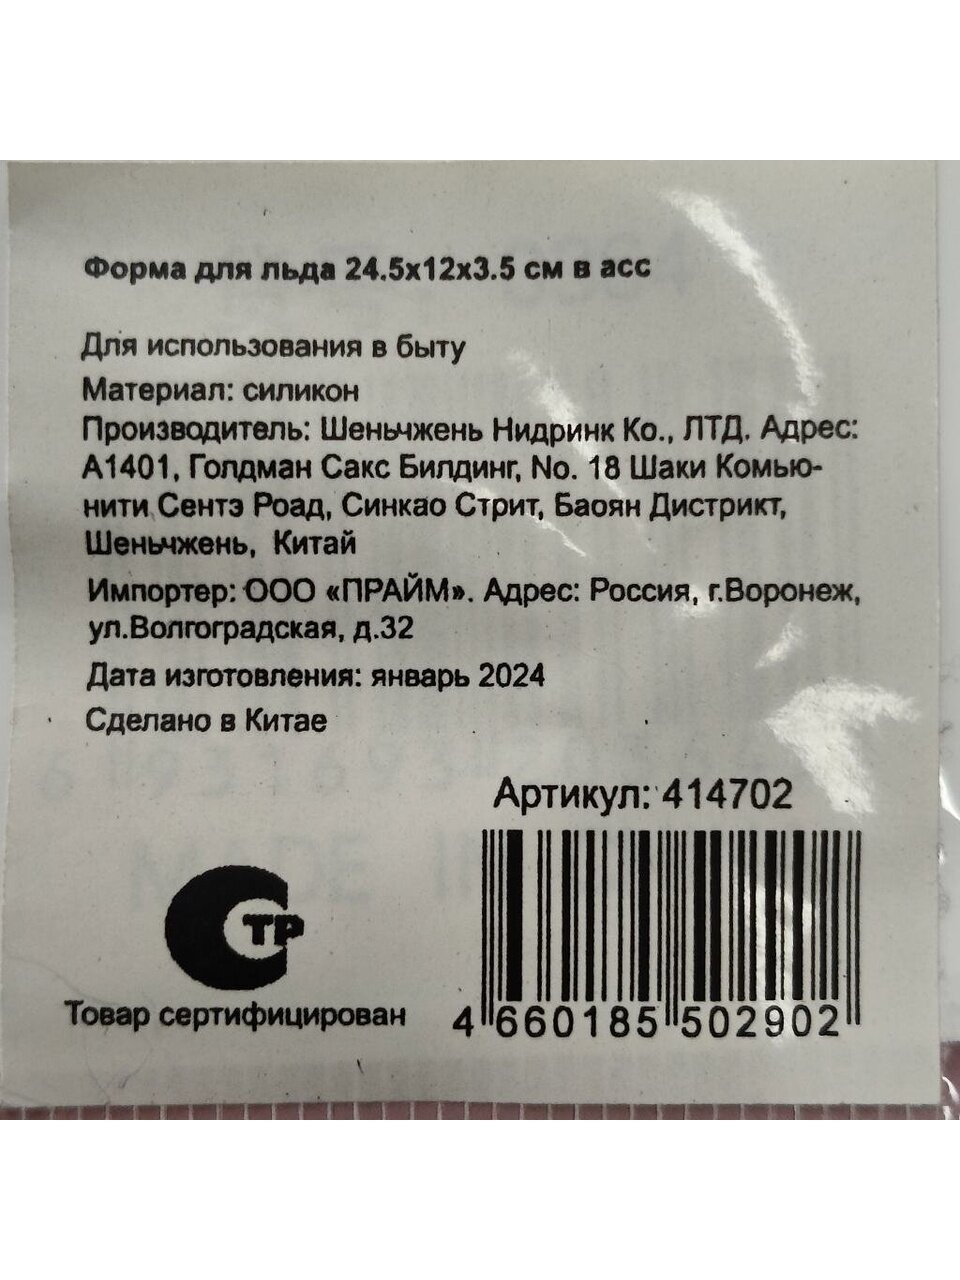 Форма для льда 24.5х12х3.5 см в асс
Для использования в быту
Материал: силикон
Производитель: Шеньчжень Нидринк Ко., ЛТД. Адрес:
А1401, Голдман Сакс Билдинг, No. 18 Шаки Комью-
нити Сентэ Роад, Синкао Стрит, Баоян Дистрикт,
Шеньчжень, Китай
Импортер: ООО «ПРАЙМ». Адрес: Россия, г.Воронеж,
ул.Волгоградская, д.32
Дата изготовления: январь 2024
Сделано в Китае
Артикул: 414702
СТР
Товар сертифицирован
4 660185 502902